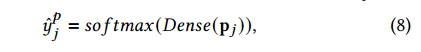 ŷ_j^p = softmax(Dense(𝐩_j)), (8)